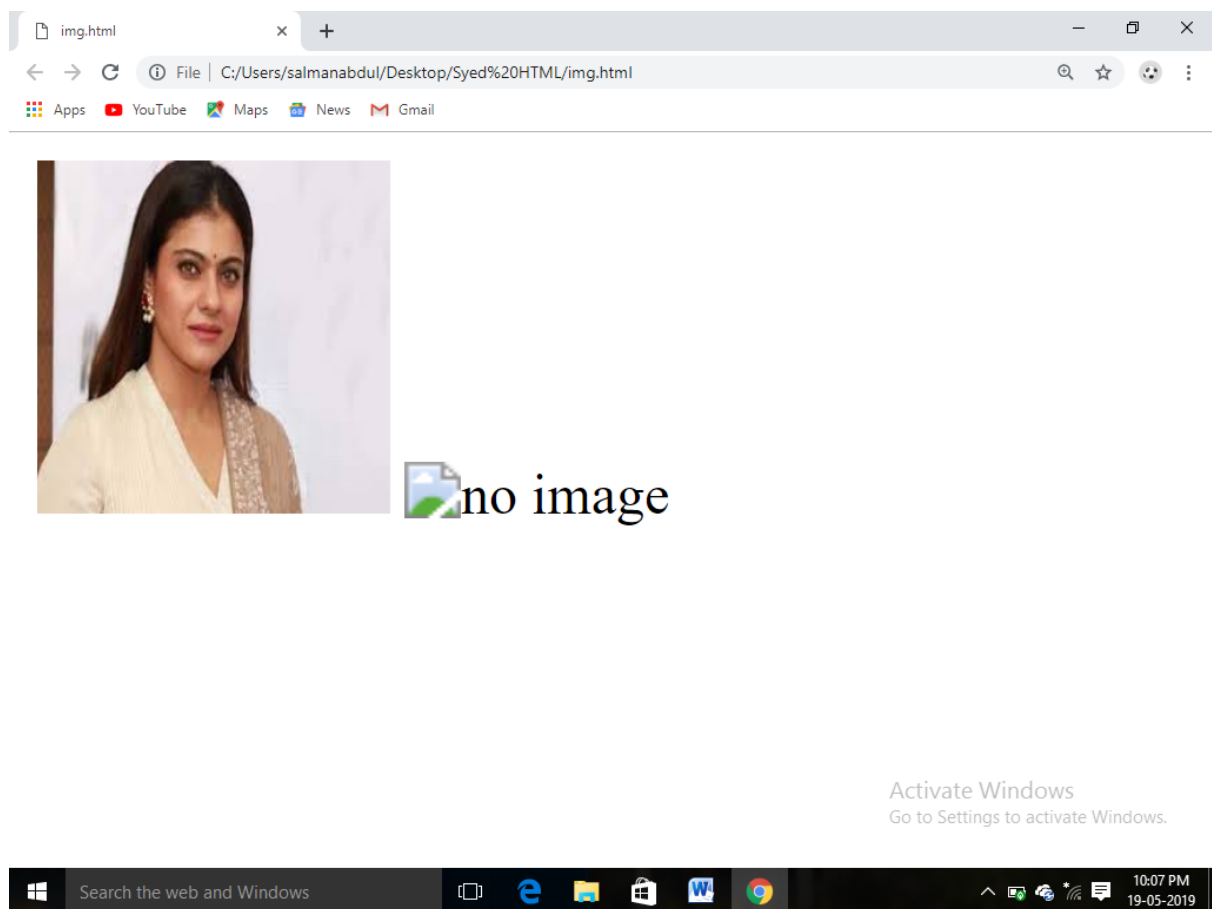 img.html
File C:/Users/salmanabdul/Desktop/Syed%20HTML/img.html
Apps YouTube Maps News Gmail
no image
Activate Windows
Go to Settings to activate Windows.
Search the web and Windows
10:07 PM
19-05-2019